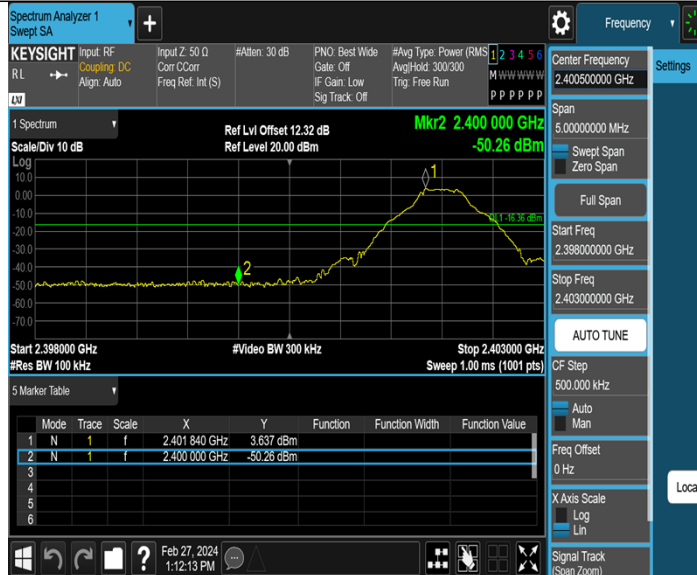 Spectrum Analyzer 1
Swept SA
Frequency
KEYSIGHT
RL
LXI
Input: RF
Coupling: DC
Align: Auto
Input Z: 50 Ω
Corr CCorr
Freq Ref: Int (S)
#Atten: 30 dB
PNO: Best Wide
Gate: Off
IF Gain: Low
Sig Track: Off
#Avg Type: Power (RMS
Avg|Hold: 300/300
Trig: Free Run
1 2 3 4 5 6
M W W W W W
P P P P P P
1 Spectrum
Scale/Div 10 dB
Ref Lvl Offset 12.32 dB
Ref Level 20.00 dBm
Mkr2 2.400 000 GHz
-50.26 dBm
Log
10.0
0.00
-10.0
-20.0
-30.0
-40.0
-50.0
-60.0
-70.0
1
2
DL1 -16.36 dBm
Start 2.398000 GHz
#Res BW 100 kHz
#Video BW 300 kHz
Stop 2.403000 GHz
Sweep 1.00 ms (1001 pts)
5 Marker Table
Mode Trace Scale X Y Function Function Width Function Value
1 N 1 f 2.401 840 GHz 3.637 dBm
2 N 1 f 2.400 000 GHz -50.26 dBm
3
4
5
6
?
Feb 27, 2024
1:12:13 PM
Center Frequency
2.400500000 GHz
Settings
Span
5.00000000 MHz
Swept Span
Zero Span
Full Span
Start Freq
2.398000000 GHz
Stop Freq
2.403000000 GHz
AUTO TUNE
CF Step
500.000 kHz
Auto
Man
Freq Offset
0 Hz
X Axis Scale
Log
Lin
Signal Track
(Span Zoom)
Loca